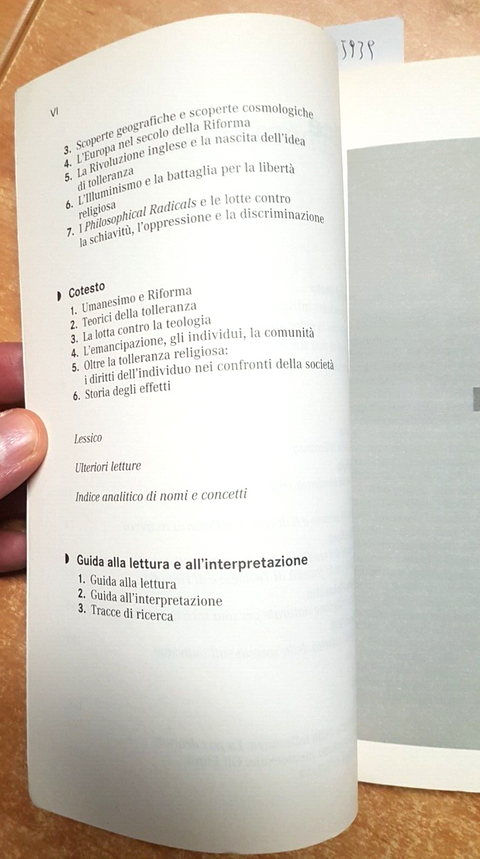 5939
VI
3. Scoperte geografiche e scoperte cosmologiche
4. L'Europa nel secolo della Riforma
5. La Rivoluzione inglese e la nascita dell'idea
di tolleranza
6. L'Illuminismo e la battaglia per la libertà
religiosa
7. I Philosophical Radicals e le lotte contro
la schiavitù, l'oppressione e la discriminazione
Cotesto
1. Umanesimo e Riforma
2. Teorici della tolleranza
3. La lotta contro la teologia
4. L'emancipazione, gli individui, la comunità
5. Oltre la tolleranza religiosa:
i diritti dell'individuo nei confronti della società
6. Storia degli effetti
Lessico
Ulteriori letture
Indice analitico di nomi e concetti
Guida alla lettura e all'interpretazione
1. Guida alla lettura
2. Guida all'interpretazione
3. Tracce di ricerca